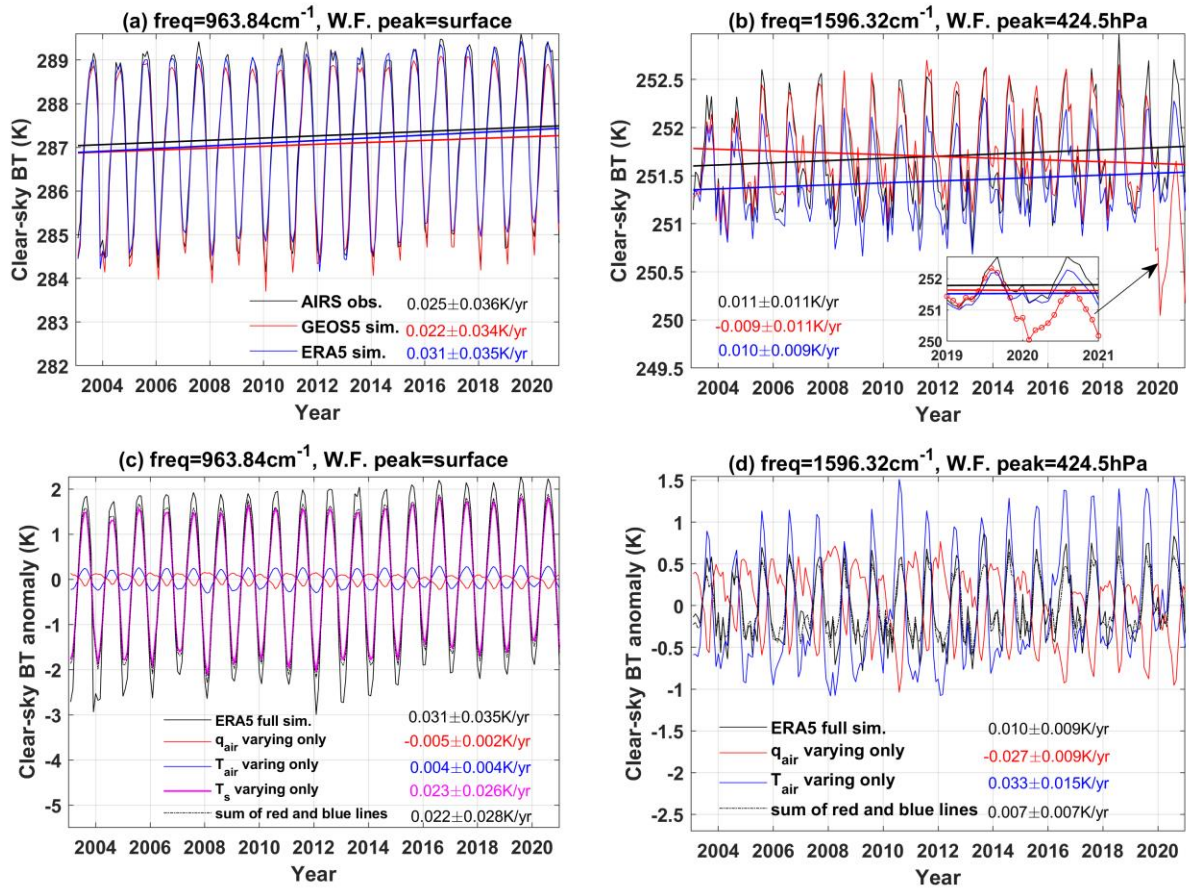 (a) freq=963.84cm⁻¹, W.F. peak=surface
Clear-sky BT (K)
289
288
287
286
285
284
283
282
AIRS obs. 0.025±0.036K/yr
GEOS5 sim. 0.022±0.034K/yr
ERA5 sim. 0.031±0.035K/yr
2004 2006 2008 2010 2012 2014 2016 2018 2020
Year
(b) freq=1596.32cm⁻¹, W.F. peak=424.5hPa
Clear-sky BT (K)
252.5
252
251.5
251
250.5
250
249.5
0.011±0.011K/yr
-0.009±0.011K/yr
0.010±0.009K/yr
252
251
250
2019 2020 2021
2004 2006 2008 2010 2012 2014 2016 2018 2020
Year
(c) freq=963.84cm⁻¹, W.F. peak=surface
Clear-sky BT anomaly (K)
2
1
0
-1
-2
-3
-4
-5
ERA5 full sim. 0.031±0.035K/yr
q_air varying only -0.005±0.002K/yr
T_air varing only 0.004±0.004K/yr
T_s varying only 0.023±0.026K/yr
sum of red and blue lines 0.022±0.028K/yr
2004 2006 2008 2010 2012 2014 2016 2018 2020
Year
(d) freq=1596.32cm⁻¹, W.F. peak=424.5hPa
Clear-sky BT anomaly (K)
1.5
1
0.5
0
-0.5
-1
-1.5
-2
-2.5
ERA5 full sim. 0.010±0.009K/yr
q_air varying only -0.027±0.009K/yr
T_air varing only 0.033±0.015K/yr
sum of red and blue lines 0.007±0.007K/yr
2004 2006 2008 2010 2012 2014 2016 2018 2020
Year